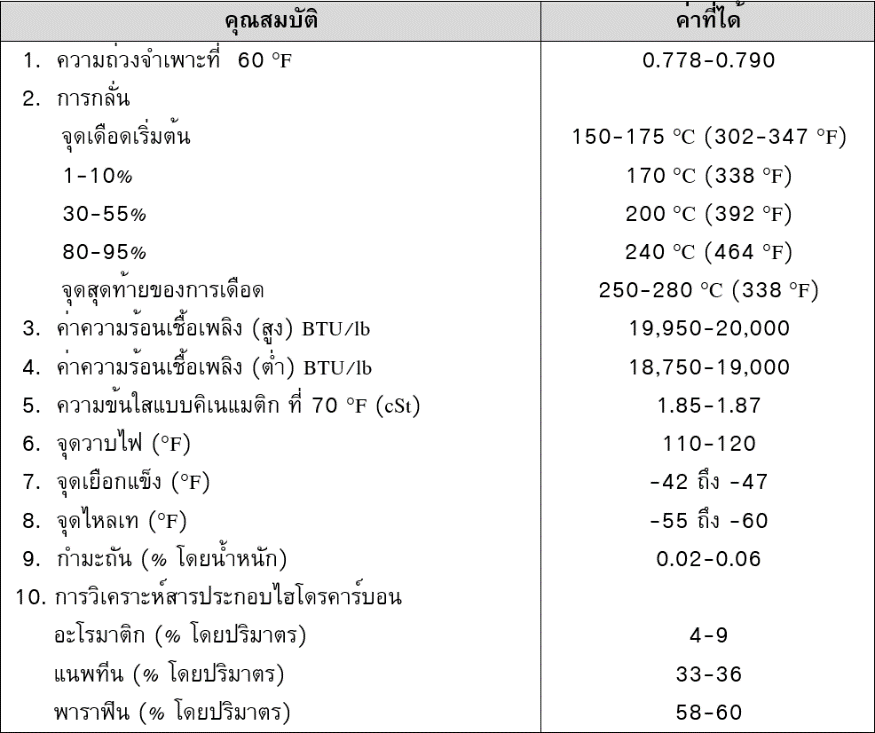 คุณสมบัติ ค่าที่ได้
1. ความถ่วงจำเพาะที่ 60 °F 0.778-0.790
2. การกลั่น
จุดเดือดเริ่มต้น 150-175 °C (302-347 °F)
1-10% 170 °C (338 °F)
30-55% 200 °C (392 °F)
80-95% 240 °C (464 °F)
จุดสุดท้ายของการเดือด 250-280 °C (338 °F)
3. ค่าความร้อนเชื้อเพลิง (สูง) BTU/lb 19,950-20,000
4. ค่าความร้อนเชื้อเพลิง (ต่ำ) BTU/lb 18,750-19,000
5. ความข้นใสแบบคิเนแมติก ที่ 70 °F (cSt) 1.85-1.87
6. จุดวาบไฟ (°F) 110-120
7. จุดเยือกแข็ง (°F) -42 ถึง -47
8. จุดไหลเท (°F) -55 ถึง -60
9. กำมะถัน (% โดยน้ำหนัก) 0.02-0.06
10. การวิเคราะห์สารประกอบไฮโดรคาร์บอน
อะโรมาติก (% โดยปริมาตร) 4-9
แนพทีน (% โดยปริมาตร) 33-36
พาราฟีน (% โดยปริมาตร) 58-60